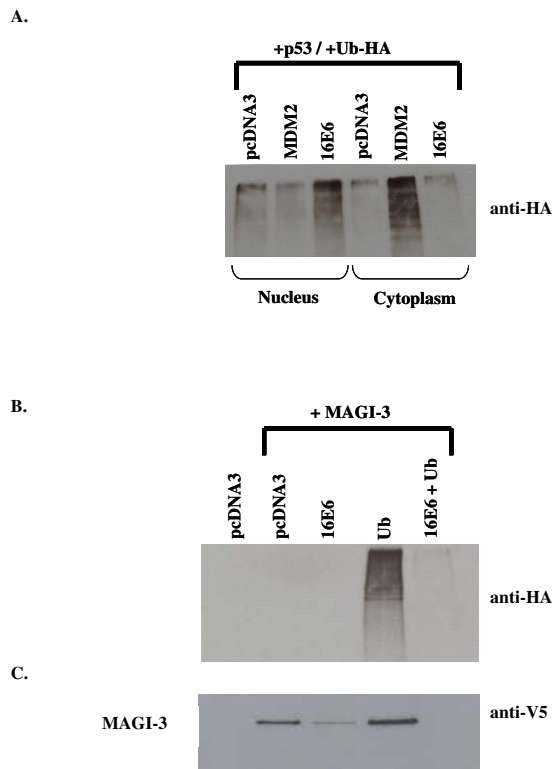 A.
+p53 / +Ub-HA
pcDNA3
MDM2
16E6
pcDNA3
MDM2
16E6
anti-HA
Nucleus
Cytoplasm
B.
+ MAGI-3
pcDNA3
pcDNA3
16E6
Ub
16E6 + Ub
anti-HA
C.
MAGI-3
anti-V5